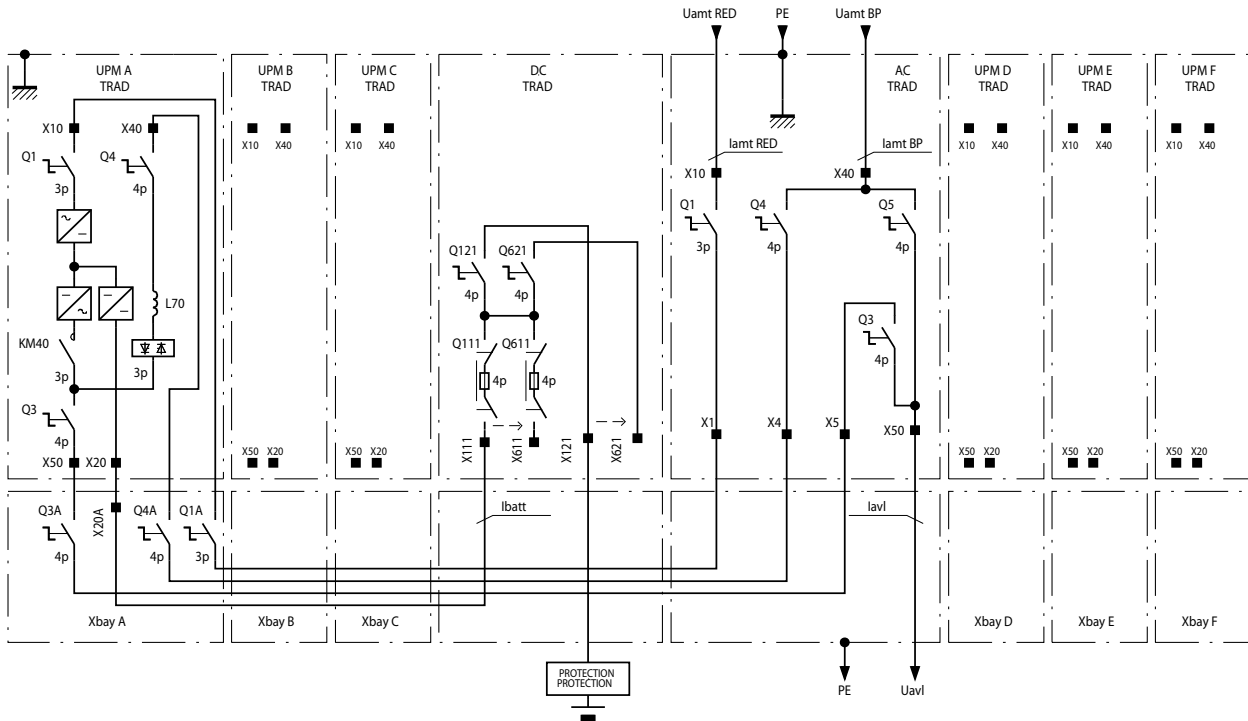 Uamt RED
PE
Uamt BP
UPM A
TRAD
UPM B
TRAD
UPM C
TRAD
DC
TRAD
AC
TRAD
UPM D
TRAD
UPM E
TRAD
UPM F
TRAD
X10
X40
X10 X40
X10 X40
Iamt RED
Iamt BP
X10 X40
X10 X40
X10 X40
Q1
3p
Q4
4p
X10
X40
Q1
3p
Q4
4p
Q5
4p
Q121
4p
Q621
4p
L70
KM40
3p
3p
Q111
4p
Q611
4p
Q3
4p
Q3
4p
X50
X20
X50 X20
X50 X20
X111
X611
X121
X621
X1
X4
X5
X50
X50 X20
X50 X20
X50 X20
Q3A
4p
X20A
Q4A
4p
Q1A
3p
Ibatt
Iavl
Xbay A
Xbay B
Xbay C
Xbay D
Xbay E
Xbay F
PROTECTION
PROTECTION
PE
Uavl